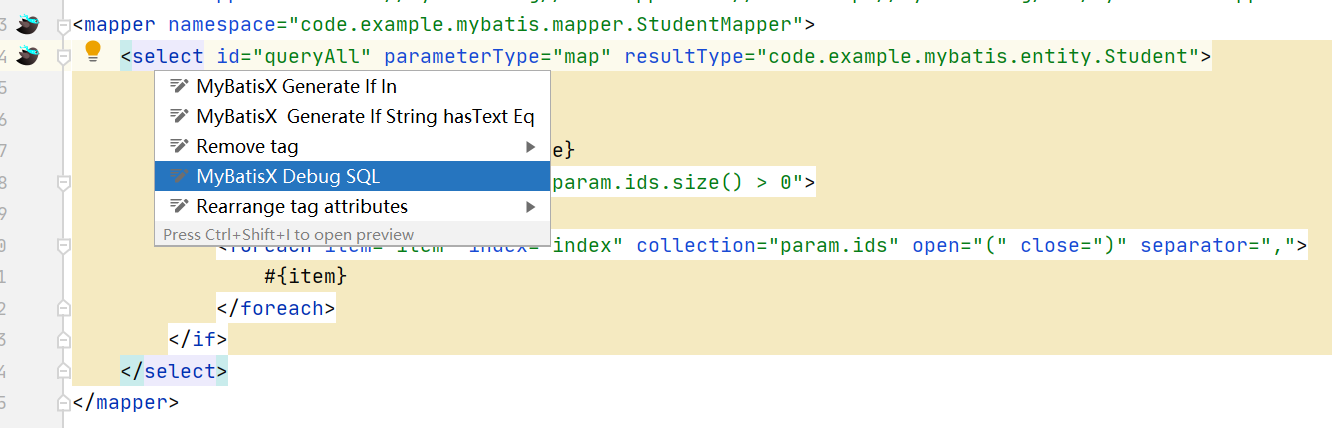 3 <mapper namespace="code.example.mybatis.mapper.StudentMapper">
4 <select id="queryAll" parameterType="map" resultType="code.example.mybatis.entity.Student">
5 MyBatisX Generate If In
6 MyBatisX  Generate If String hasText Eq
7 Remove tag e}
8 MyBatisX Debug SQL param.ids.size() > 0">
9 Rearrange tag attributes
Press Ctrl+Shift+I to open preview
0 <foreach item="item" index="index" collection="param.ids" open="(" close=")" separator=",">
1 #{item}
2 </foreach>
3 </if>
4 </select>
5 </mapper>